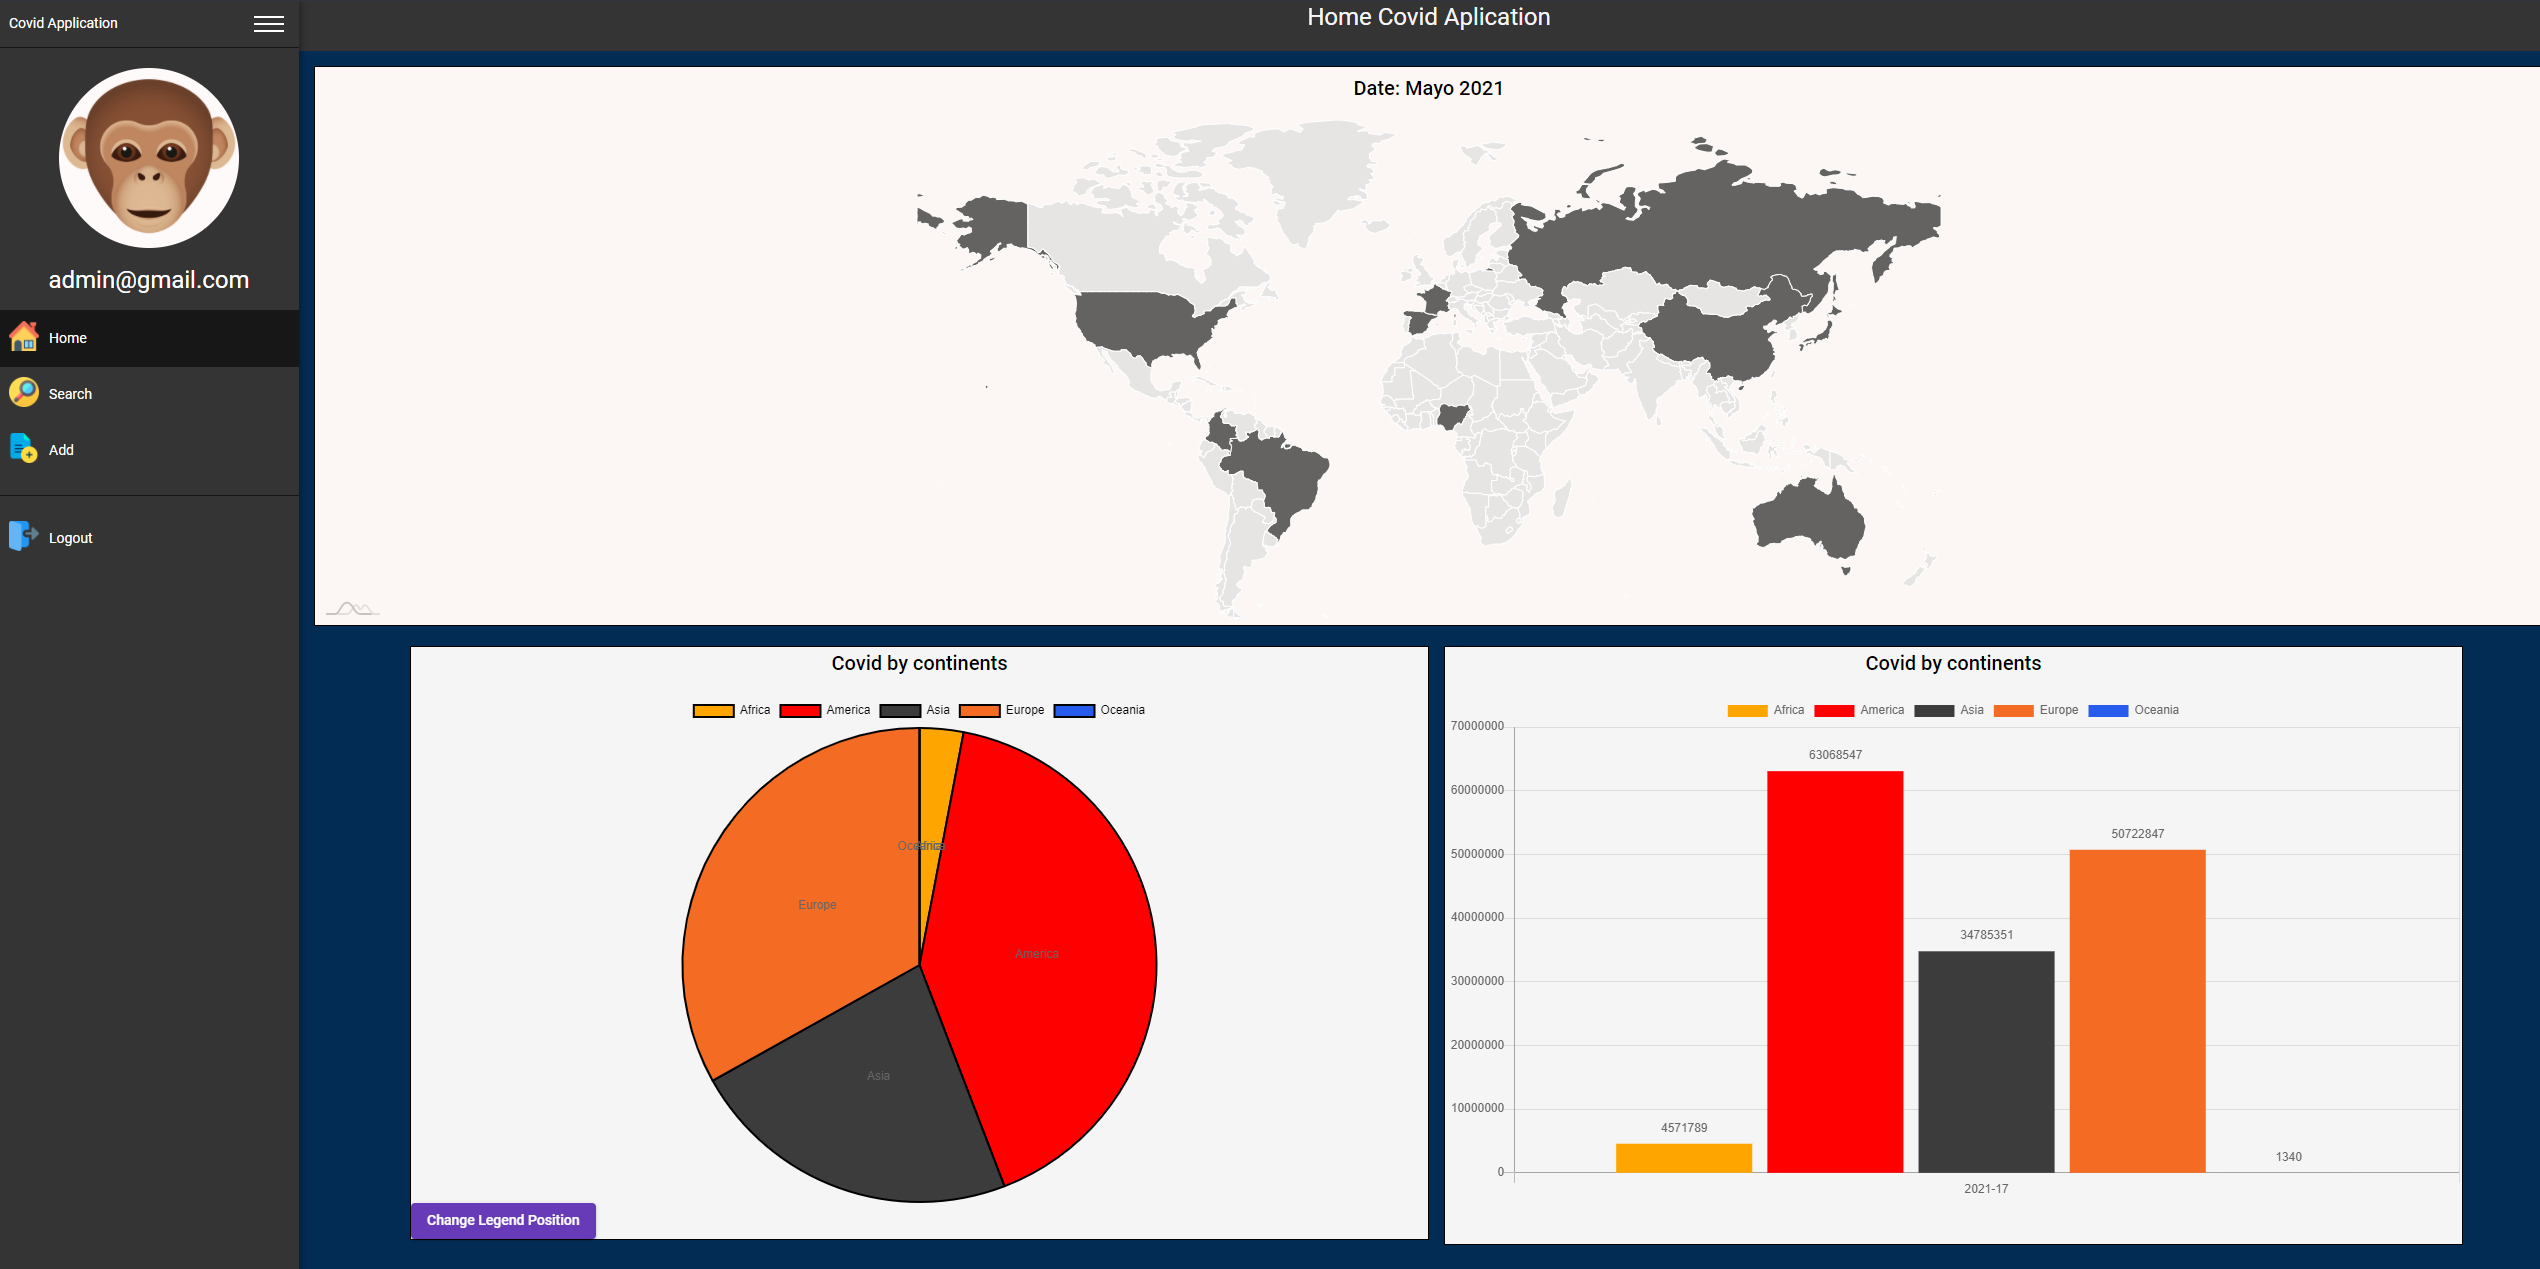 Covid Application
Home Covid Aplication
admin@gmail.com
Home
Search
Add
Logout
Date: Mayo 2021
Covid by continents
Africa America Asia Europe Oceania
Europe
America
Asia
Change Legend Position
Covid by continents
Africa America Asia Europe Oceania
70000000
60000000
50000000
40000000
30000000
20000000
10000000
0
63068547
50722847
34785351
4571789
1340
2021-17